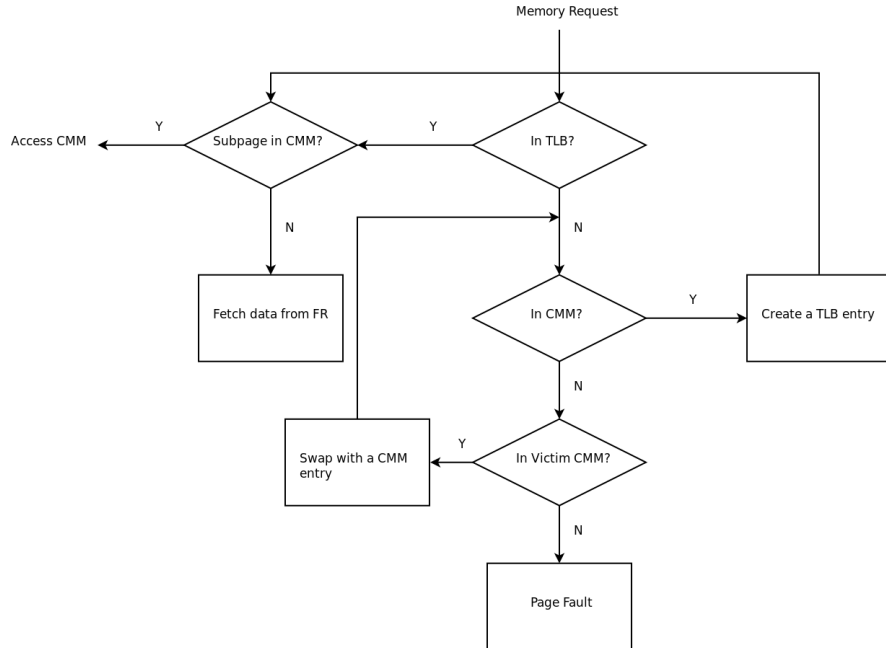 Memory Request
Access CMM
Y
Subpage in CMM?
Y
In TLB?
N
N
Fetch data from FR
In CMM?
Y
Create a TLB entry
N
Swap with a CMM
entry
Y
In Victim CMM?
N
Page Fault